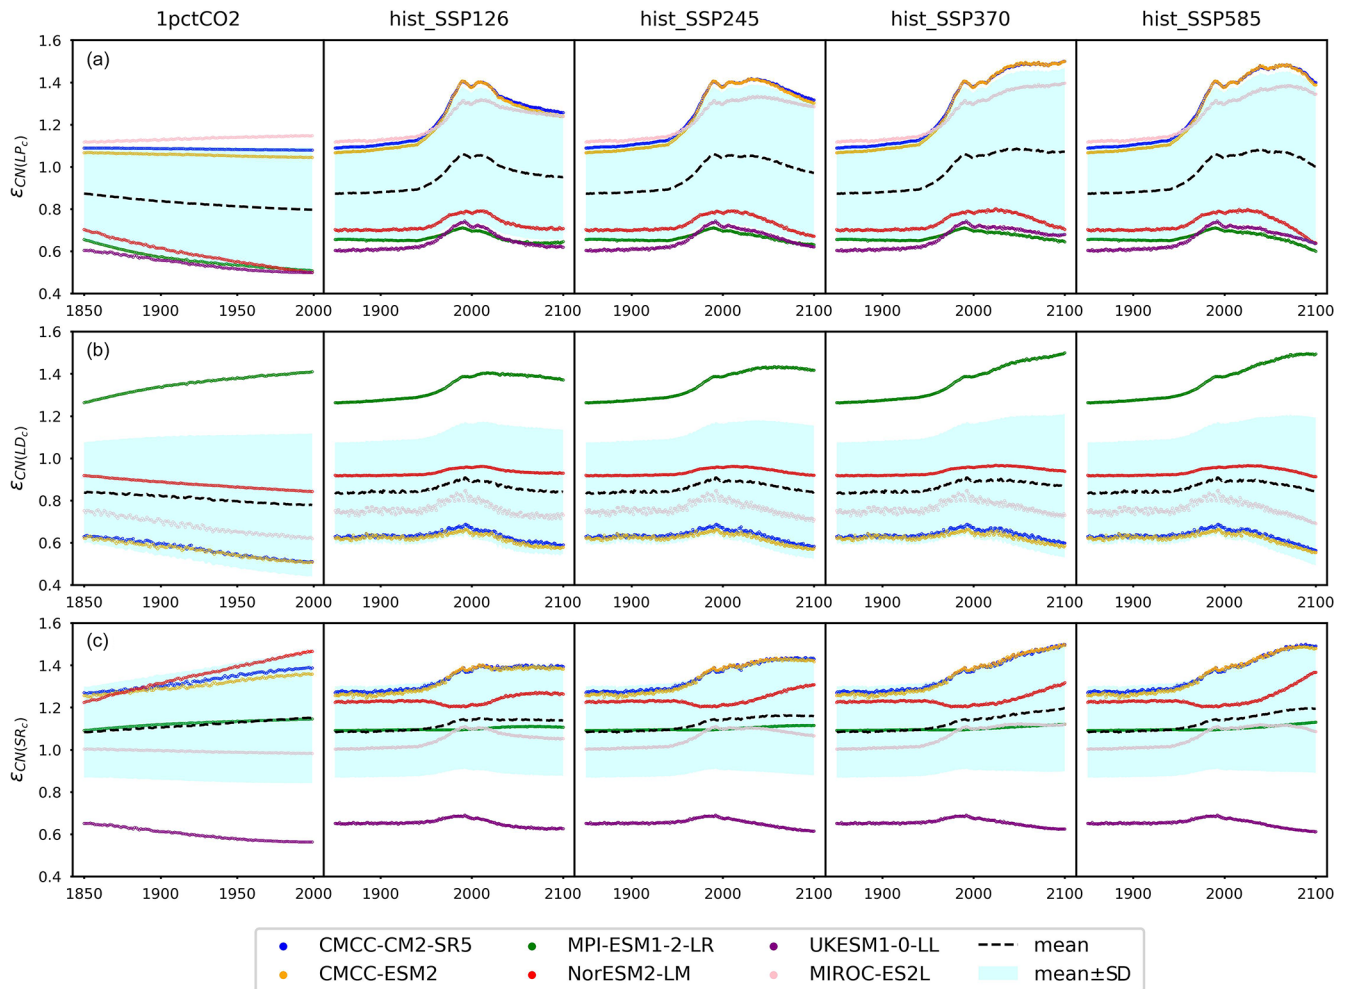 1pctCO2 hist_SSP126 hist_SSP245 hist_SSP370 hist_SSP585
(a)
εCN(LPc)
1.6
1.4
1.2
1.0
0.8
0.6
0.4
1850 1900 1950 2000 1900 2000 2100 1900 2000 2100 1900 2000 2100 1900 2000 2100
(b)
εCN(LDc)
1.6
1.4
1.2
1.0
0.8
0.6
0.4
1850 1900 1950 2000 1900 2000 2100 1900 2000 2100 1900 2000 2100 1900 2000 2100
(c)
εCN(SRc)
1.6
1.4
1.2
1.0
0.8
0.6
0.4
1850 1900 1950 2000 1900 2000 2100 1900 2000 2100 1900 2000 2100 1900 2000 2100
CMCC-CM2-SR5 MPI-ESM1-2-LR UKESM1-0-LL mean
CMCC-ESM2 NorESM2-LM MIROC-ES2L mean±SD